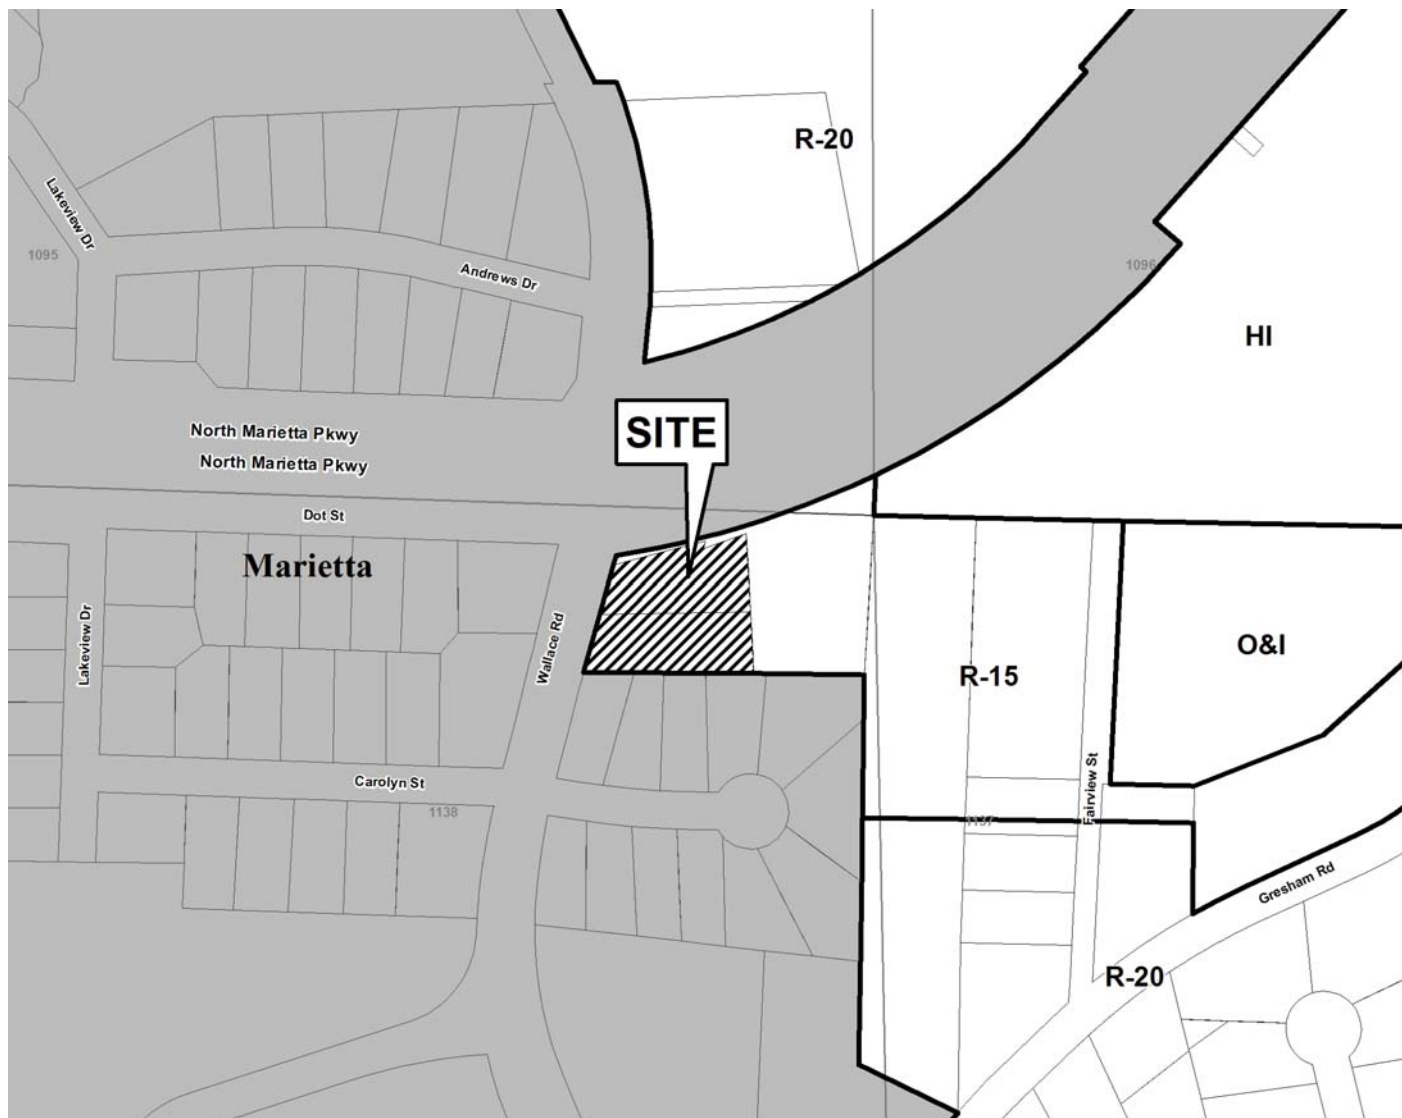 R-20
Lakeview Dr
1095
Andrews Dr
1096
HI
SITE
North Marietta Pkwy
North Marietta Pkwy
Dot St
Marietta
Lakeview Dr
Wallace Rd
R-15
O&I
Carolyn St
1138
Fairview St
1137
Gresham Rd
R-20